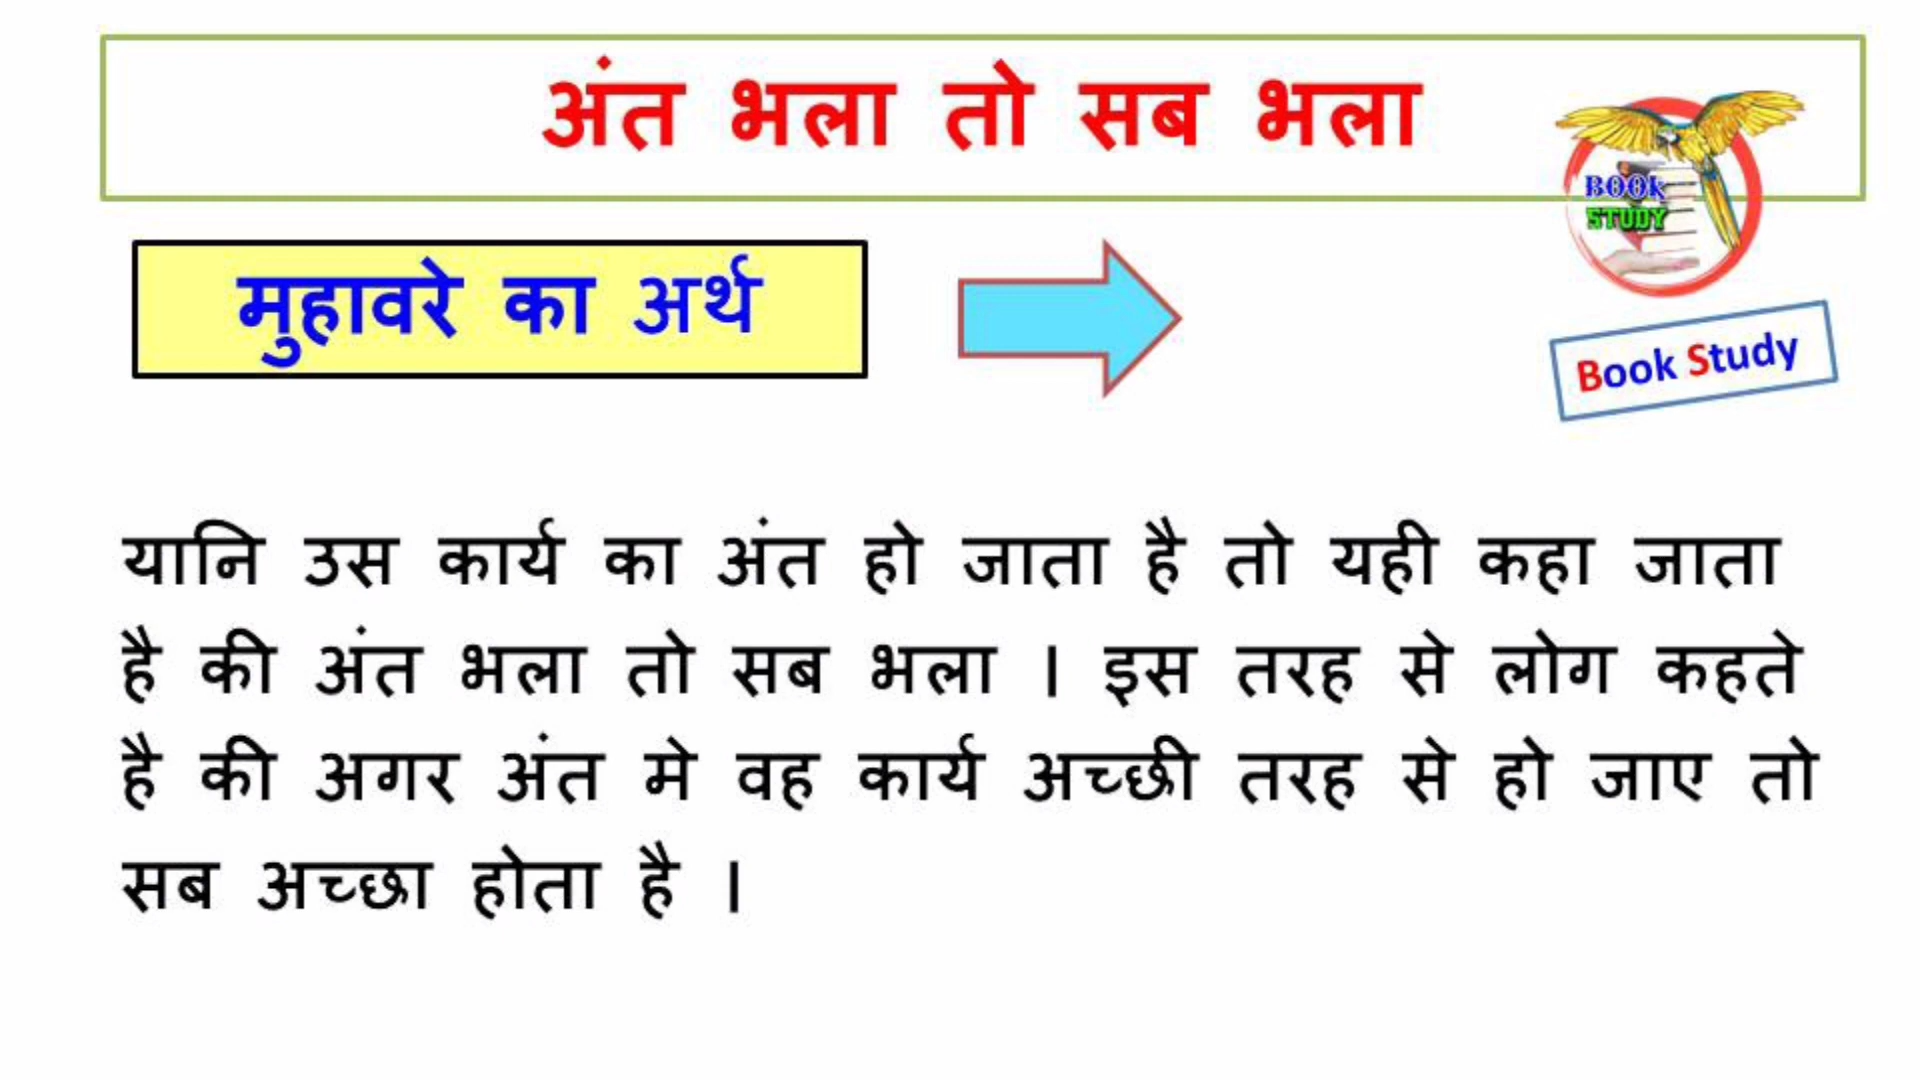 अंत भला तो सब भला
BOOK
STUDY
मुहावरे का अर्थ
Book Study
यानि उस कार्य का अंत हो जाता है तो यही कहा जाता
है की अंत भला तो सब भला । इस तरह से लोग कहते
है की अगर अंत मे वह कार्य अच्छी तरह से हो जाए तो
सब अच्छा होता है ।